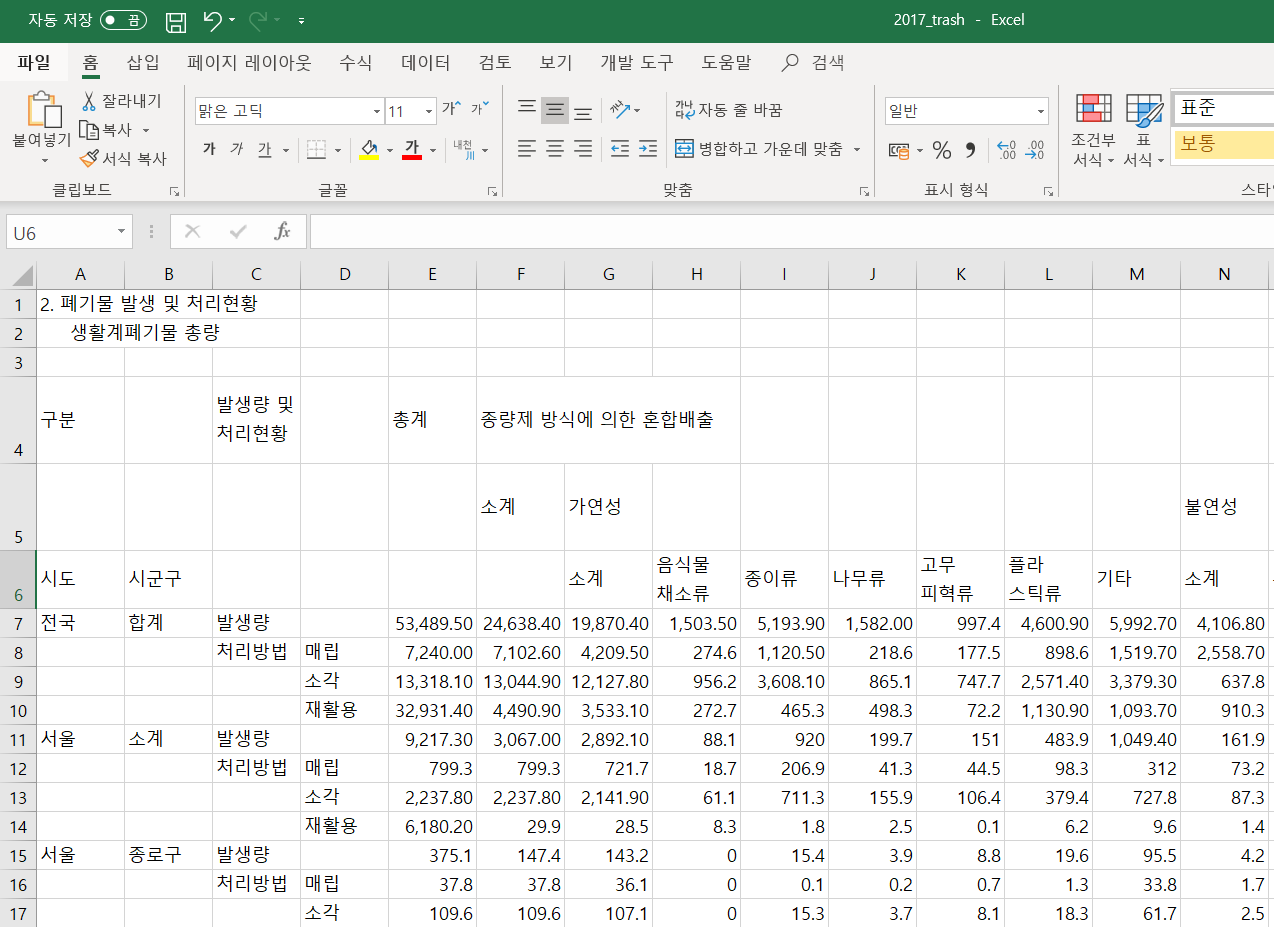 자동 저장 끔 2017_trash - Excel
파일 홈 삽입 페이지 레이아웃 수식 데이터 검토 보기 개발 도구 도움말 검색
붙여넣기 잘라내기 복사 서식 복사 클립보드
맑은 고딕 11 가 가
가 가 가 가 내천 글꼴
가나다 자동 줄 바꿈
병합하고 가운데 맞춤
맞춤
일반
% 9 .00 .00
표시 형식
조건부 서식 표 서식
표준
보통
U6 fx
A B C D E F G H I J K L M N
1 2. 폐기물 발생 및 처리현황
2 생활계폐기물 총량
3
4 구분 발생량 및 처리현황 총계 종량제 방식에 의한 혼합배출
5 소계 가연성 불연성
6 시도 시군구 소계 음식물 채소류 종이류 나무류 고무 피혁류 플라 스틱류 기타 소계
7 전국 합계 발생량 53,489.50 24,638.40 19,870.40 1,503.50 5,193.90 1,582.00 997.4 4,600.90 5,992.70 4,106.80
8 처리방법 매립 7,240.00 7,102.60 4,209.50 274.6 1,120.50 218.6 177.5 898.6 1,519.70 2,558.70
9 소각 13,318.10 13,044.90 12,127.80 956.2 3,608.10 865.1 747.7 2,571.40 3,379.30 637.8
10 재활용 32,931.40 4,490.90 3,533.10 272.7 465.3 498.3 72.2 1,130.90 1,093.70 910.3
11 서울 소계 발생량 9,217.30 3,067.00 2,892.10 88.1 920 199.7 151 483.9 1,049.40 161.9
12 처리방법 매립 799.3 799.3 721.7 18.7 206.9 41.3 44.5 98.3 312 73.2
13 소각 2,237.80 2,237.80 2,141.90 61.1 711.3 155.9 106.4 379.4 727.8 87.3
14 재활용 6,180.20 29.9 28.5 8.3 1.8 2.5 0.1 6.2 9.6 1.4
15 서울 종로구 발생량 375.1 147.4 143.2 0 15.4 3.9 8.8 19.6 95.5 4.2
16 처리방법 매립 37.8 37.8 36.1 0 0.1 0.2 0.7 1.3 33.8 1.7
17 소각 109.6 109.6 107.1 0 15.3 3.7 8.1 18.3 61.7 2.5